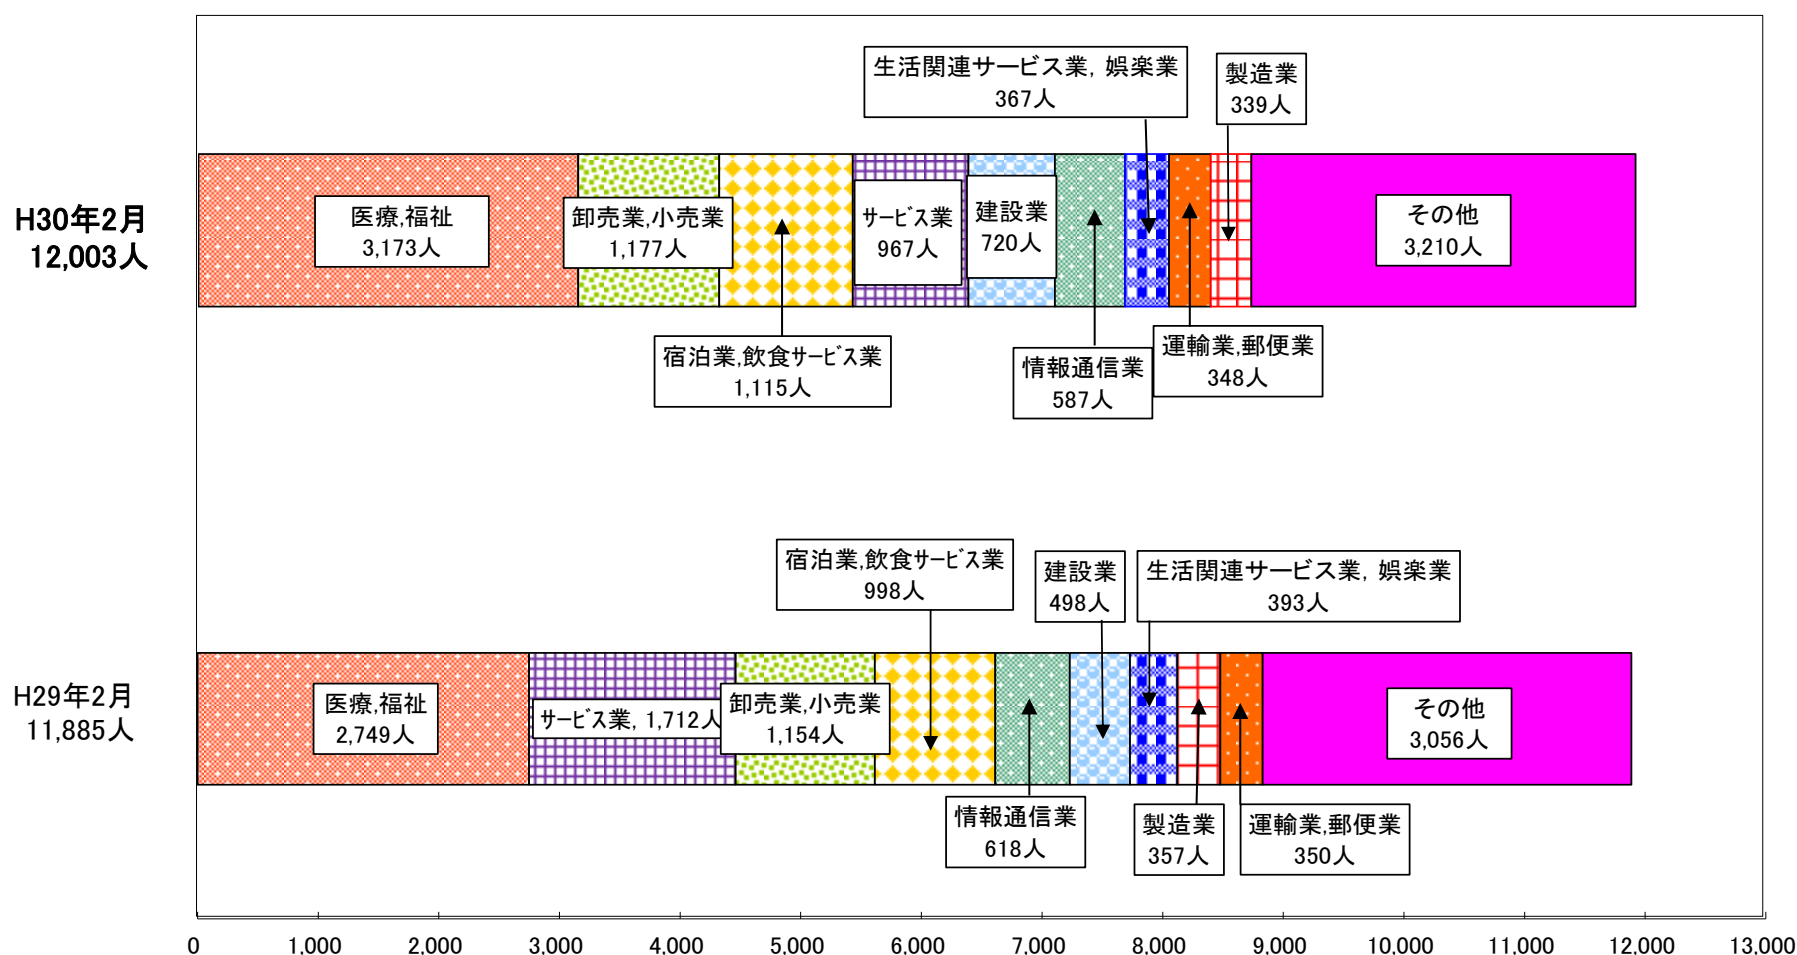 生活関連サービス業，娯楽業
367人
製造業
339人
H30年2月
12,003人
医療,福祉
3,173人
卸売業,小売業
1,177人
サービス業
967人
建設業
720人
その他
3,210人
宿泊業,飲食サービス業
1,115人
情報通信業
587人
運輸業,郵便業
348人
宿泊業,飲食サービス業
998人
建設業
498人
生活関連サービス業，娯楽業
393人
H29年2月
11,885人
医療,福祉
2,749人
サービス業, 1,712人
卸売業,小売業
1,154人
その他
3,056人
情報通信業
618人
製造業
357人
運輸業,郵便業
350人
0 1,000 2,000 3,000 4,000 5,000 6,000 7,000 8,000 9,000 10,000 11,000 12,000 13,000